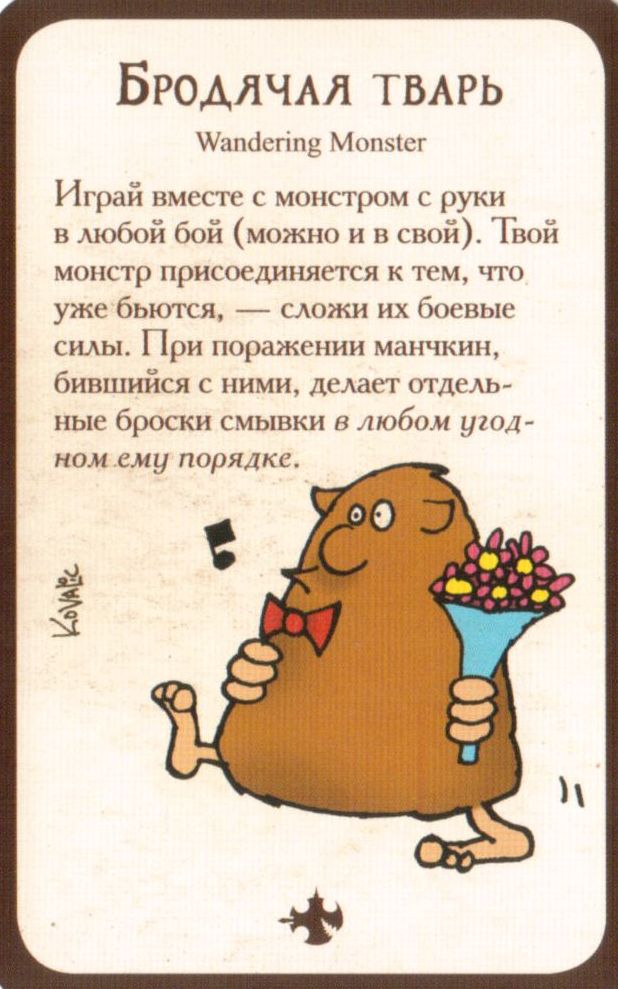 Бродячая тварь
Wandering Monster
Играй вместе с монстром с руки
в любой бой (можно и в свой). Твой
монстр присоединяется к тем, что
уже бьются, — сложи их боевые
силы. При поражении манчкин,
бившийся с ними, делает отдель-
ные броски смывки в любом угод-
ном ему порядке.
Kovalic